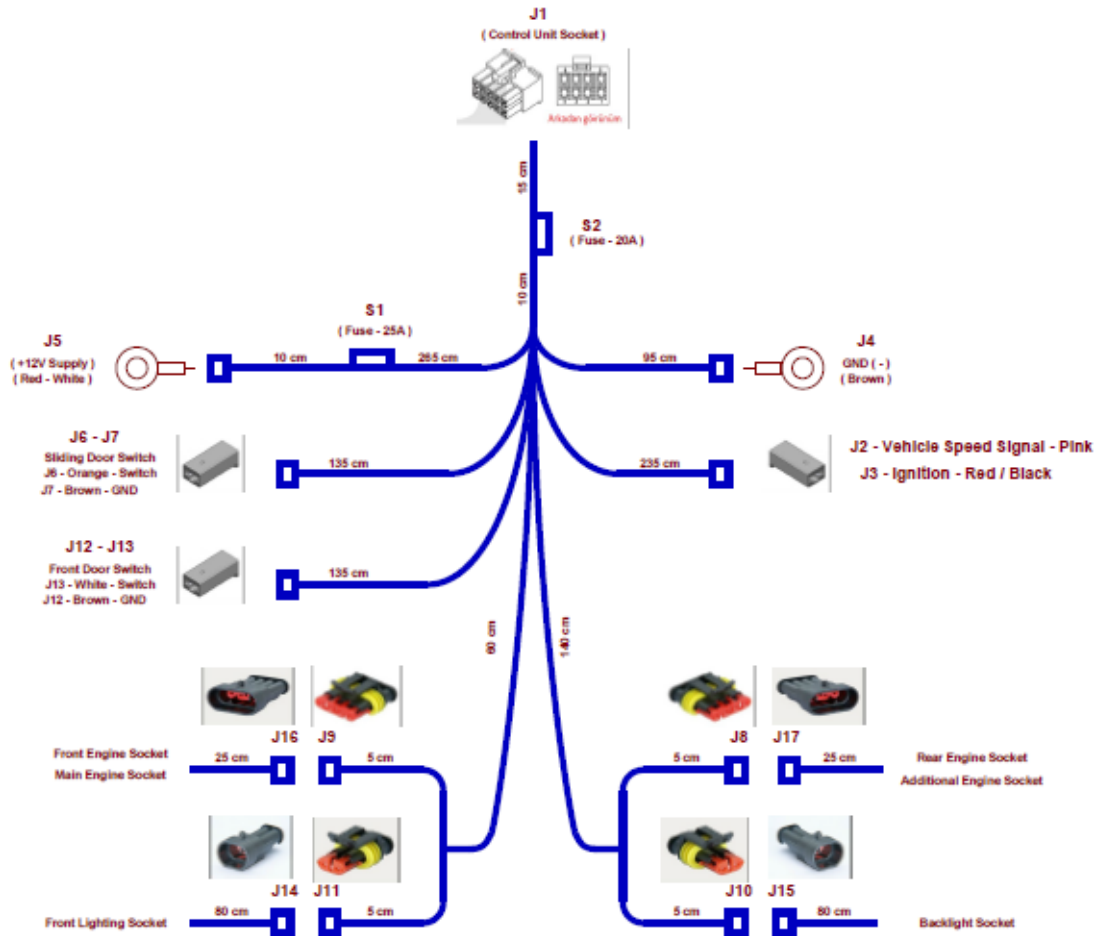 J1
( Control Unit Socket )
Arkadan görünüm
15 cm
S2
( Fuse - 20A )
10 cm
S1
( Fuse - 25A )
J5
( +12V Supply )
( Red - White )
10 cm
265 cm
95 cm
J4
GND ( - )
( Brown )
J6 - J7
Sliding Door Switch
J6 - Orange - Switch
J7 - Brown - GND
135 cm
235 cm
J2 - Vehicle Speed Signal - Pink
J3 - Ignition - Red / Black
J12 - J13
Front Door Switch
J13 - White - Switch
J12 - Brown - GND
135 cm
60 cm
140 cm
Front Engine Socket
Main Engine Socket
25 cm
J16
J9
5 cm
J8
J17
5 cm
25 cm
Rear Engine Socket
Additional Engine Socket
Front Lighting Socket
80 cm
J14
J11
5 cm
J10
J15
5 cm
80 cm
Backlight Socket